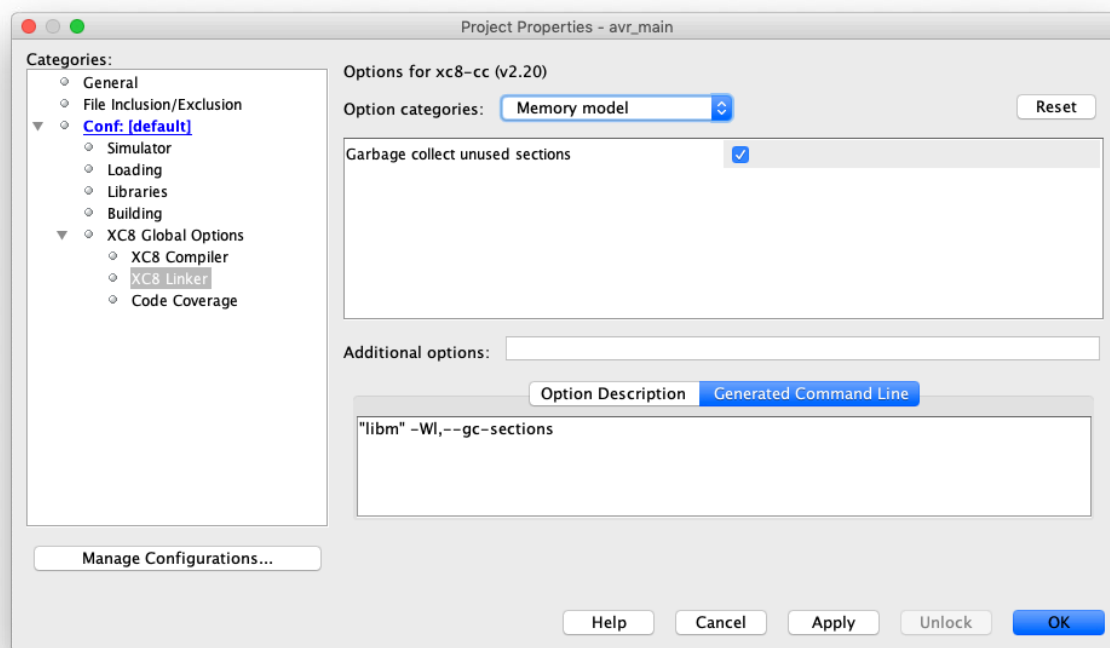 Project Properties - avr_main
Categories:
General
File Inclusion/Exclusion
Conf: [default]
Simulator
Loading
Libraries
Building
XC8 Global Options
XC8 Compiler
XC8 Linker
Code Coverage
Manage Configurations...
Options for xc8-cc (v2.20)
Option categories: Memory model Reset
Garbage collect unused sections
Additional options:
Option Description Generated Command Line
"libm" -Wl,--gc-sections
Help Cancel Apply Unlock OK